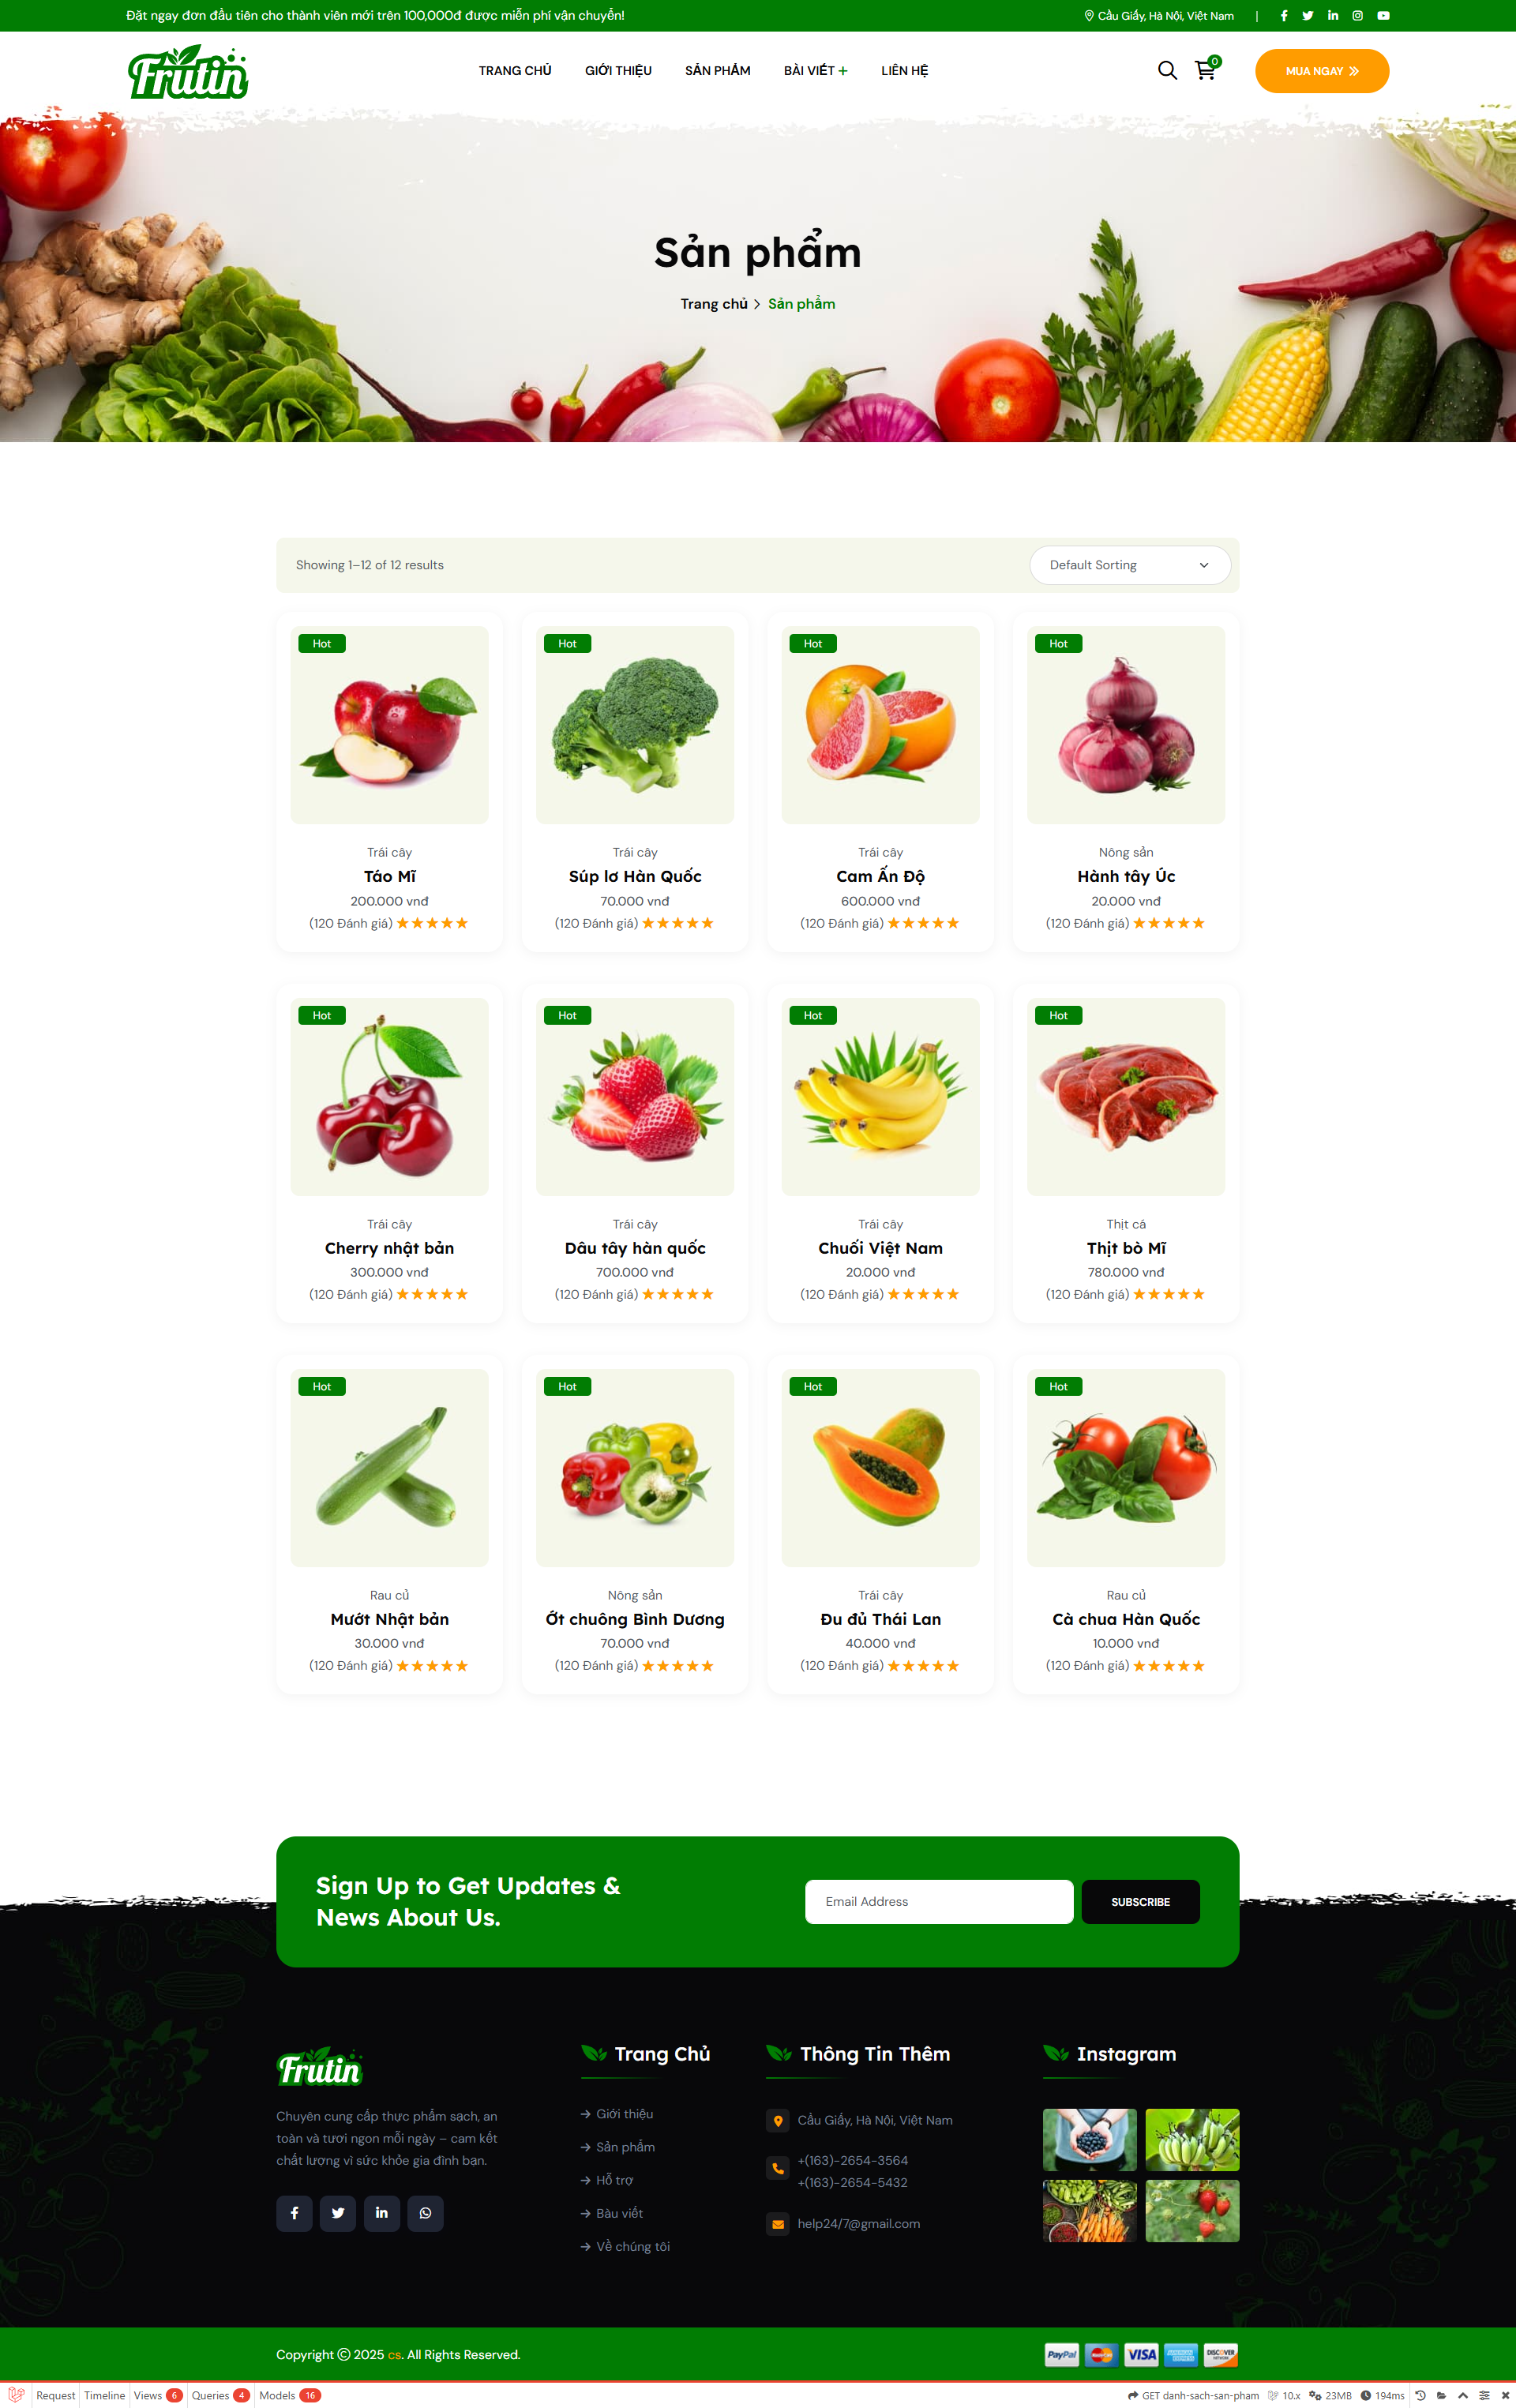 Đặt ngay đơn đầu tiên cho thành viên mới trên 100,000đ được miễn phí vận chuyển!
Cầu Giấy, Hà Nội, Việt Nam |
Frutin
TRANG CHỦ GIỚI THIỆU SẢN PHẨM BÀI VIẾT + LIÊN HỆ
0
MUA NGAY
Sản phẩm
Trang chủ > Sản phẩm
Showing 1–12 of 12 results
Default Sorting
Hot Hot Hot Hot
Trái cây Trái cây Trái cây Nông sản
Táo Mĩ Súp lơ Hàn Quốc Cam Ấn Độ Hành tây Úc
200.000 vnđ 70.000 vnđ 600.000 vnđ 20.000 vnđ
(120 Đánh giá) (120 Đánh giá) (120 Đánh giá) (120 Đánh giá)
Hot Hot Hot Hot
Trái cây Trái cây Trái cây Thịt cá
Cherry nhật bản Dâu tây hàn quốc Chuối Việt Nam Thịt bò Mĩ
300.000 vnđ 700.000 vnđ 20.000 vnđ 780.000 vnđ
(120 Đánh giá) (120 Đánh giá) (120 Đánh giá) (120 Đánh giá)
Hot Hot Hot Hot
Rau củ Nông sản Trái cây Rau củ
Mướt Nhật bản Ớt chuông Bình Dương Đu đủ Thái Lan Cà chua Hàn Quốc
30.000 vnđ 70.000 vnđ 40.000 vnđ 10.000 vnđ
(120 Đánh giá) (120 Đánh giá) (120 Đánh giá) (120 Đánh giá)
Sign Up to Get Updates &
News About Us.
Email Address
SUBSCRIBE
Frutin
Chuyên cung cấp thực phẩm sạch, an
toàn và tươi ngon mỗi ngày – cam kết
chất lượng vì sức khỏe gia đình bạn.
Trang Chủ
Giới thiệu
Sản phẩm
Hỗ trợ
Bàu viết
Về chúng tôi
Thông Tin Thêm
Cầu Giấy, Hà Nội, Việt Nam
+(163)-2654-3564
+(163)-2654-5432
help24/7@gmail.com
Instagram
Copyright © 2025 cs. All Rights Reserved.
PayPal MasterCard VISA AMERICAN EXPRESS DISCOVER NETWORK
Request Timeline Views 6 Queries 4 Models 16
GET danh-sach-san-pham 10.x 23MB 194ms